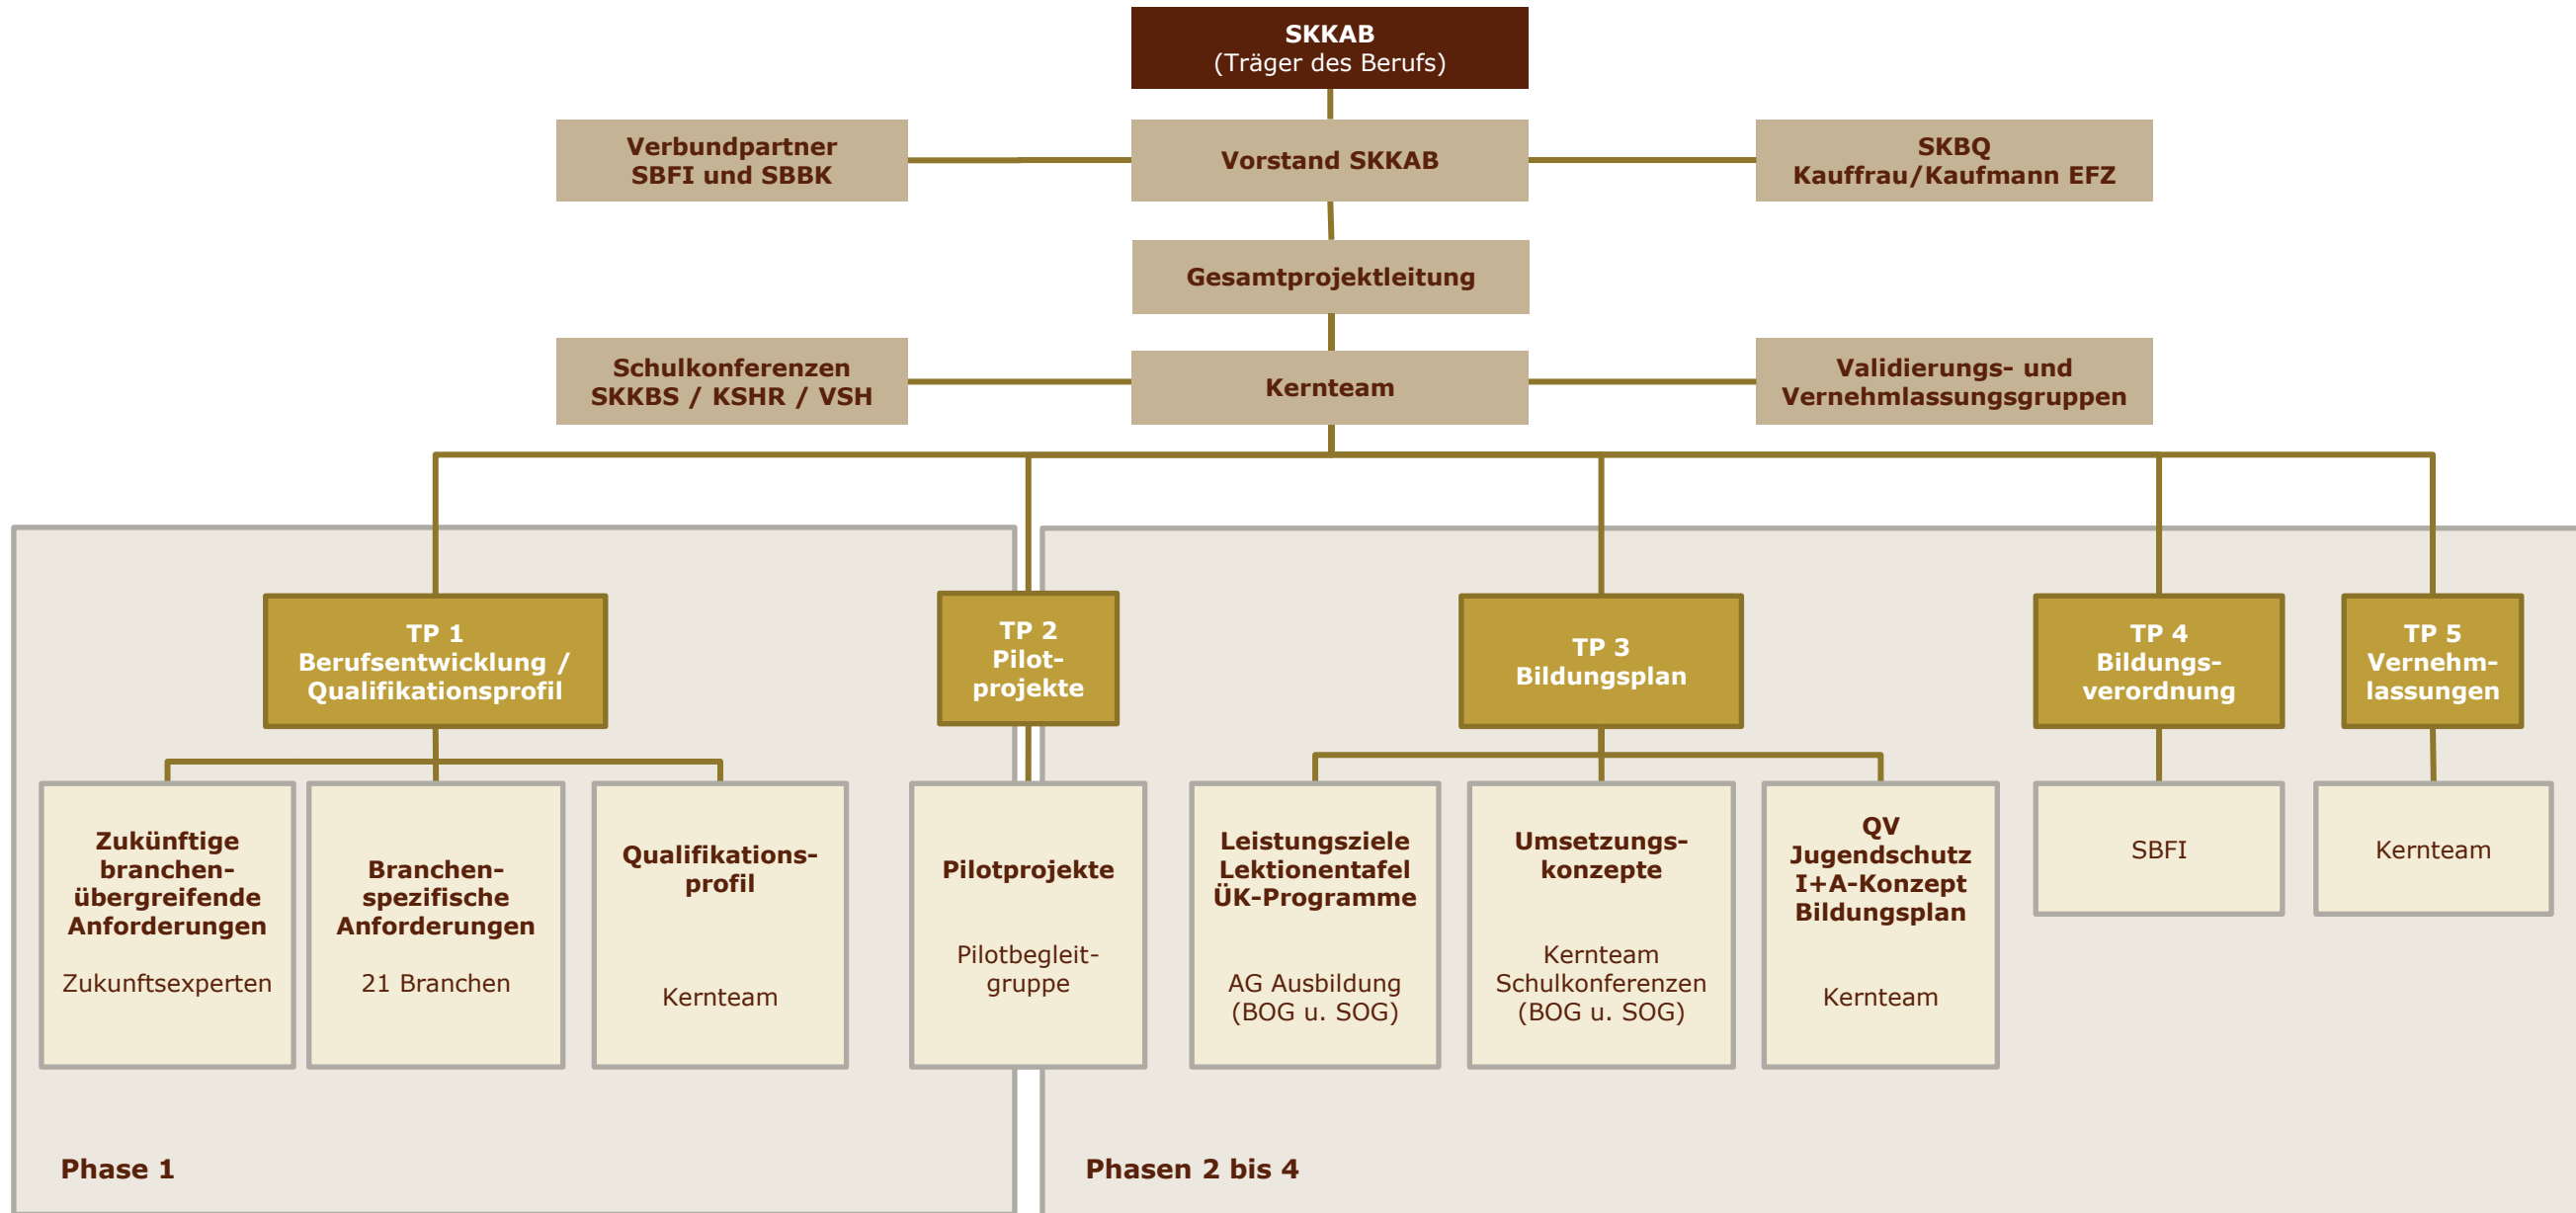 SKKAB
(Träger des Berufs)
Verbundpartner
SBFI und SBBK
Vorstand SKKAB
SKBQ
Kauffrau/Kaufmann EFZ
Gesamtprojektleitung
Schulkonferenzen
SKKBS / KSHR / VSH
Kernteam
Validierungs- und
Vernehmlassungsgruppen
TP 1
Berufsentwicklung /
Qualifikationsprofil
TP 2
Pilot-
projekte
TP 3
Bildungsplan
TP 4
Bildungs-
verordnung
TP 5
Vernehm-
lassungen
Zukünftige
branchen-
übergreifende
Anforderungen
Zukunftsexperten
Branchen-
spezifische
Anforderungen
21 Branchen
Qualifikations-
profil
Kernteam
Pilotprojekte
Pilotbegleit-
gruppe
Leistungsziele
Lektionentafel
ÜK-Programme
AG Ausbildung
(BOG u. SOG)
Umsetzungs-
konzepte
Kernteam
Schulkonferenzen
(BOG u. SOG)
QV
Jugendschutz
I+A-Konzept
Bildungsplan
Kernteam
SBFI
Kernteam
Phase 1
Phasen 2 bis 4